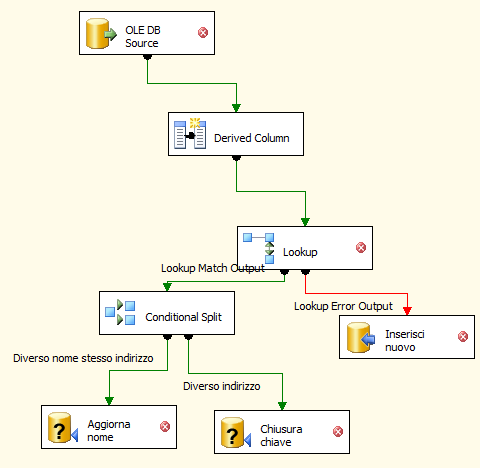 OLE DB
Source
Derived Column
Lookup
Lookup Match Output
Lookup Error Output
Conditional Split
Inserisci
nuovo
Diverso nome stesso indirizzo
Diverso indirizzo
Aggiorna
nome
Chiusura
chiave